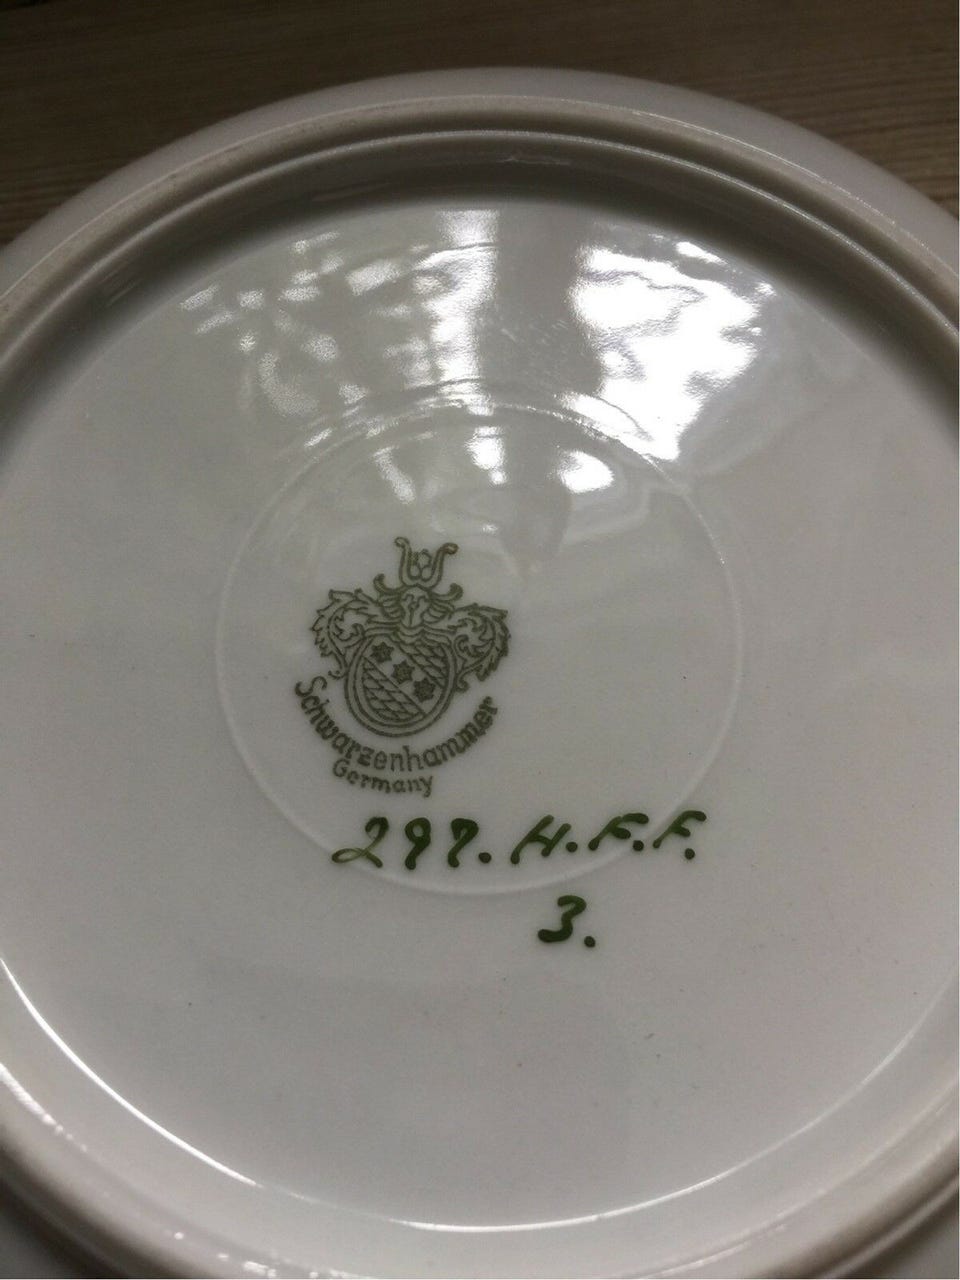 Schwarzenhammer
Germany
297. H.F.F.
3.